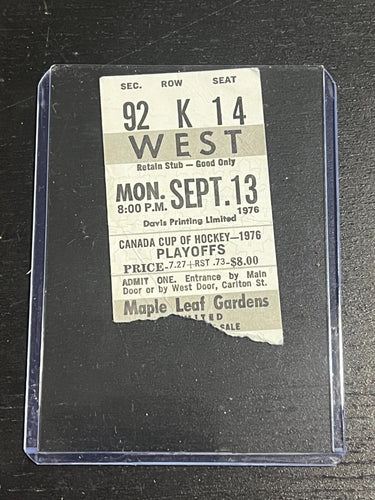 SEC. ROW SEAT
92 K 14
WEST
Retain Stub — Good Only
MON. SEPT. 13
8:00 P.M. 1976
Davis Printing Limited
CANADA CUP OF HOCKEY—1976
PLAYOFFS
PRICE-7.27+RST .73-$8.00
ADMIT ONE. Entrance by Main
Door or by West Door, Carlton St.
Maple Leaf Gardens
LIMITED
SALE